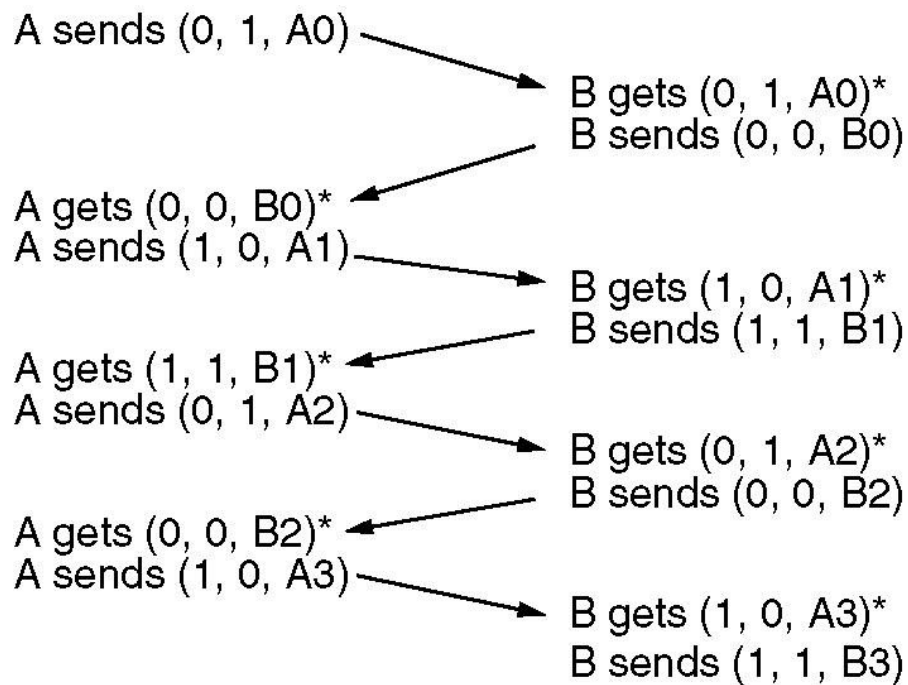 A sends (0, 1, A0)
B gets (0, 1, A0)*
B sends (0, 0, B0)
A gets (0, 0, B0)*
A sends (1, 0, A1)
B gets (1, 0, A1)*
B sends (1, 1, B1)
A gets (1, 1, B1)*
A sends (0, 1, A2)
B gets (0, 1, A2)*
B sends (0, 0, B2)
A gets (0, 0, B2)*
A sends (1, 0, A3)
B gets (1, 0, A3)*
B sends (1, 1, B3)